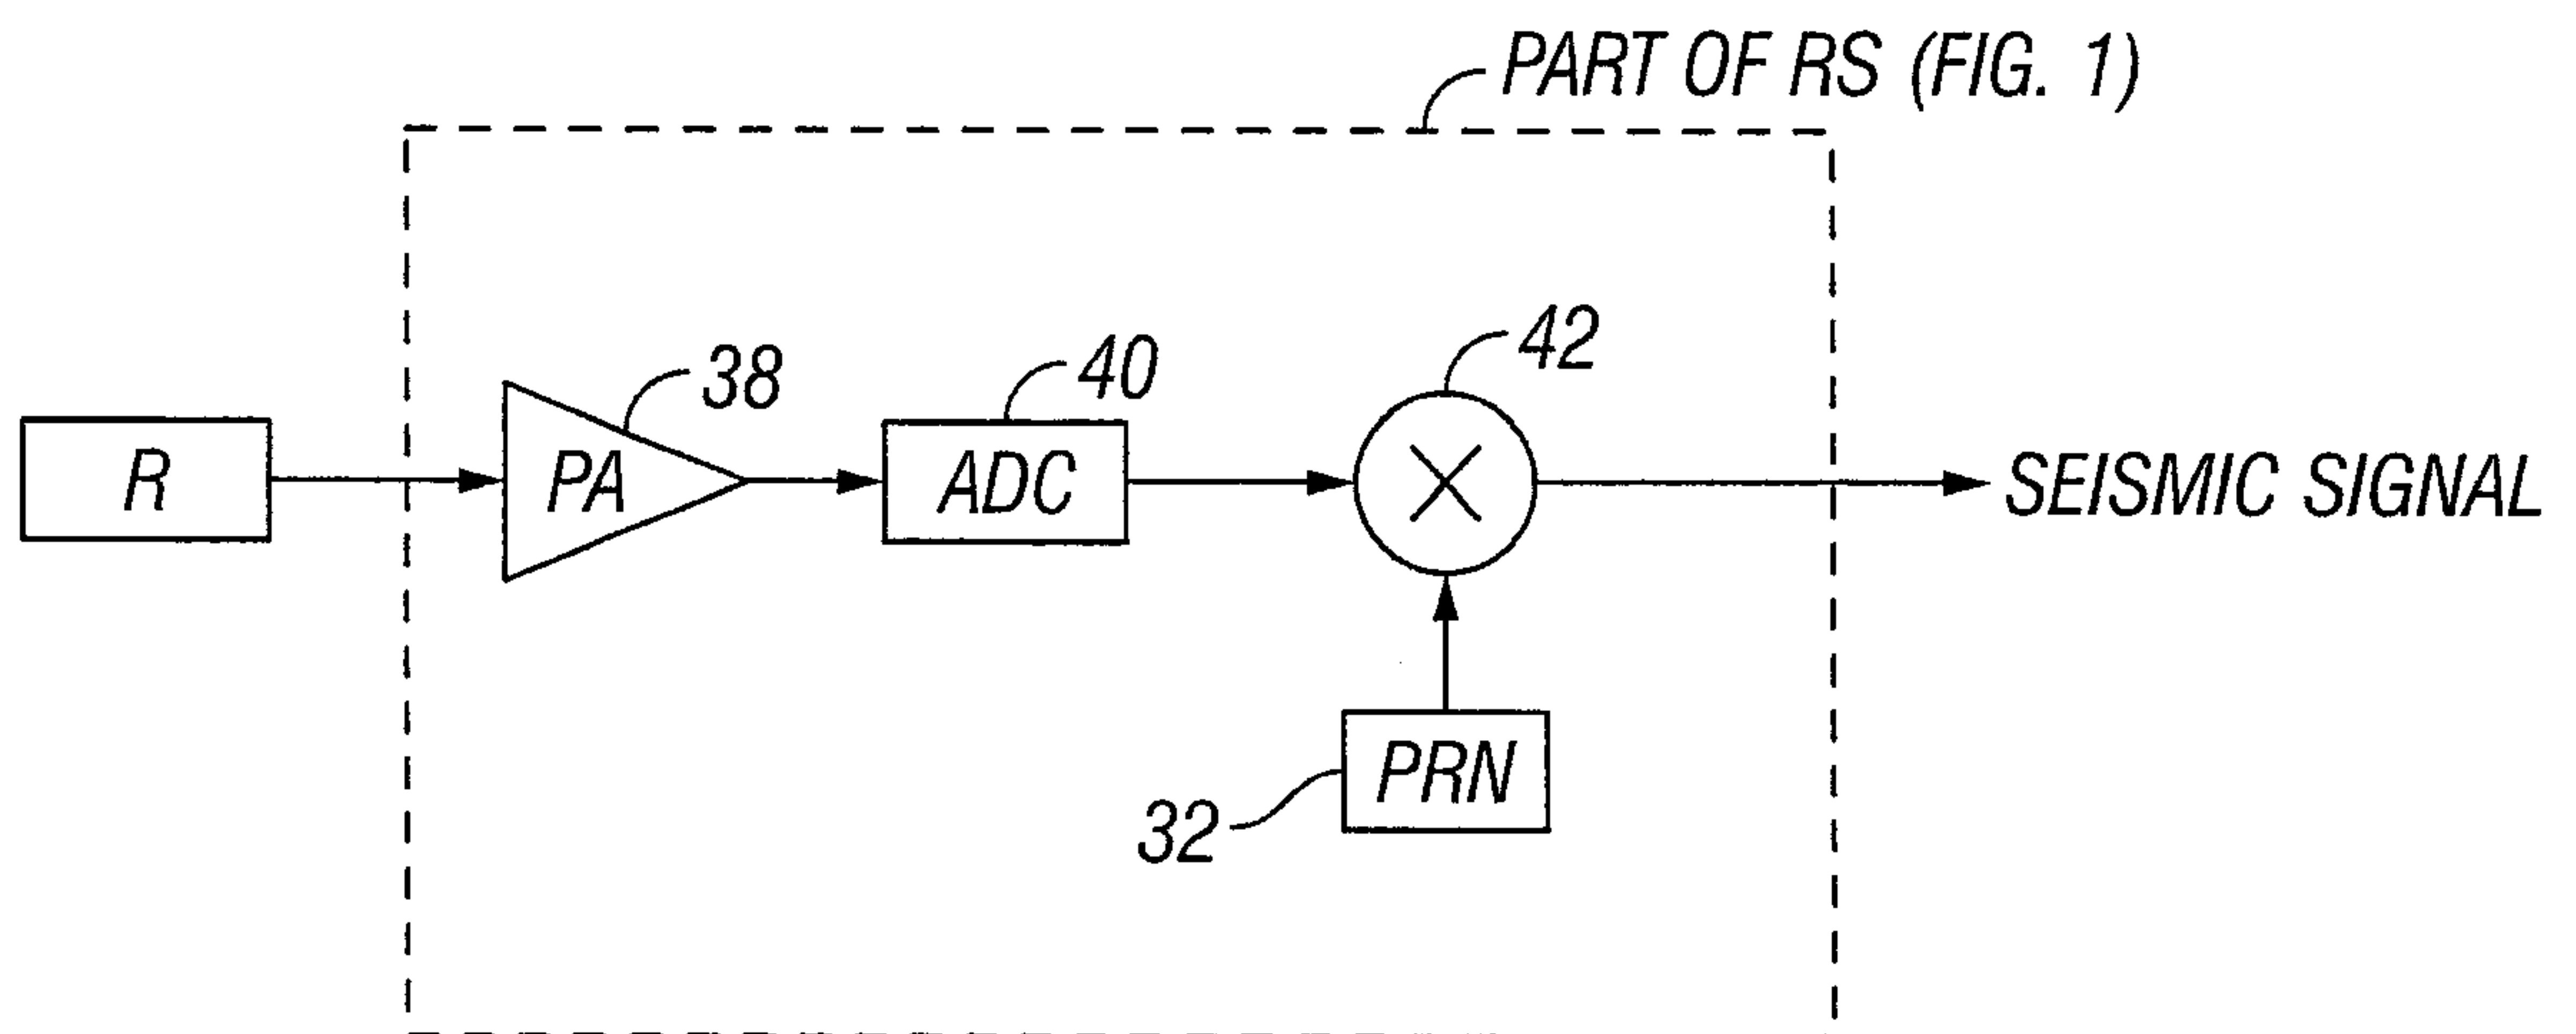 PART OF RS (FIG. 1)
38
40
42
R
PA
ADC
SEISMIC SIGNAL
PRN
32